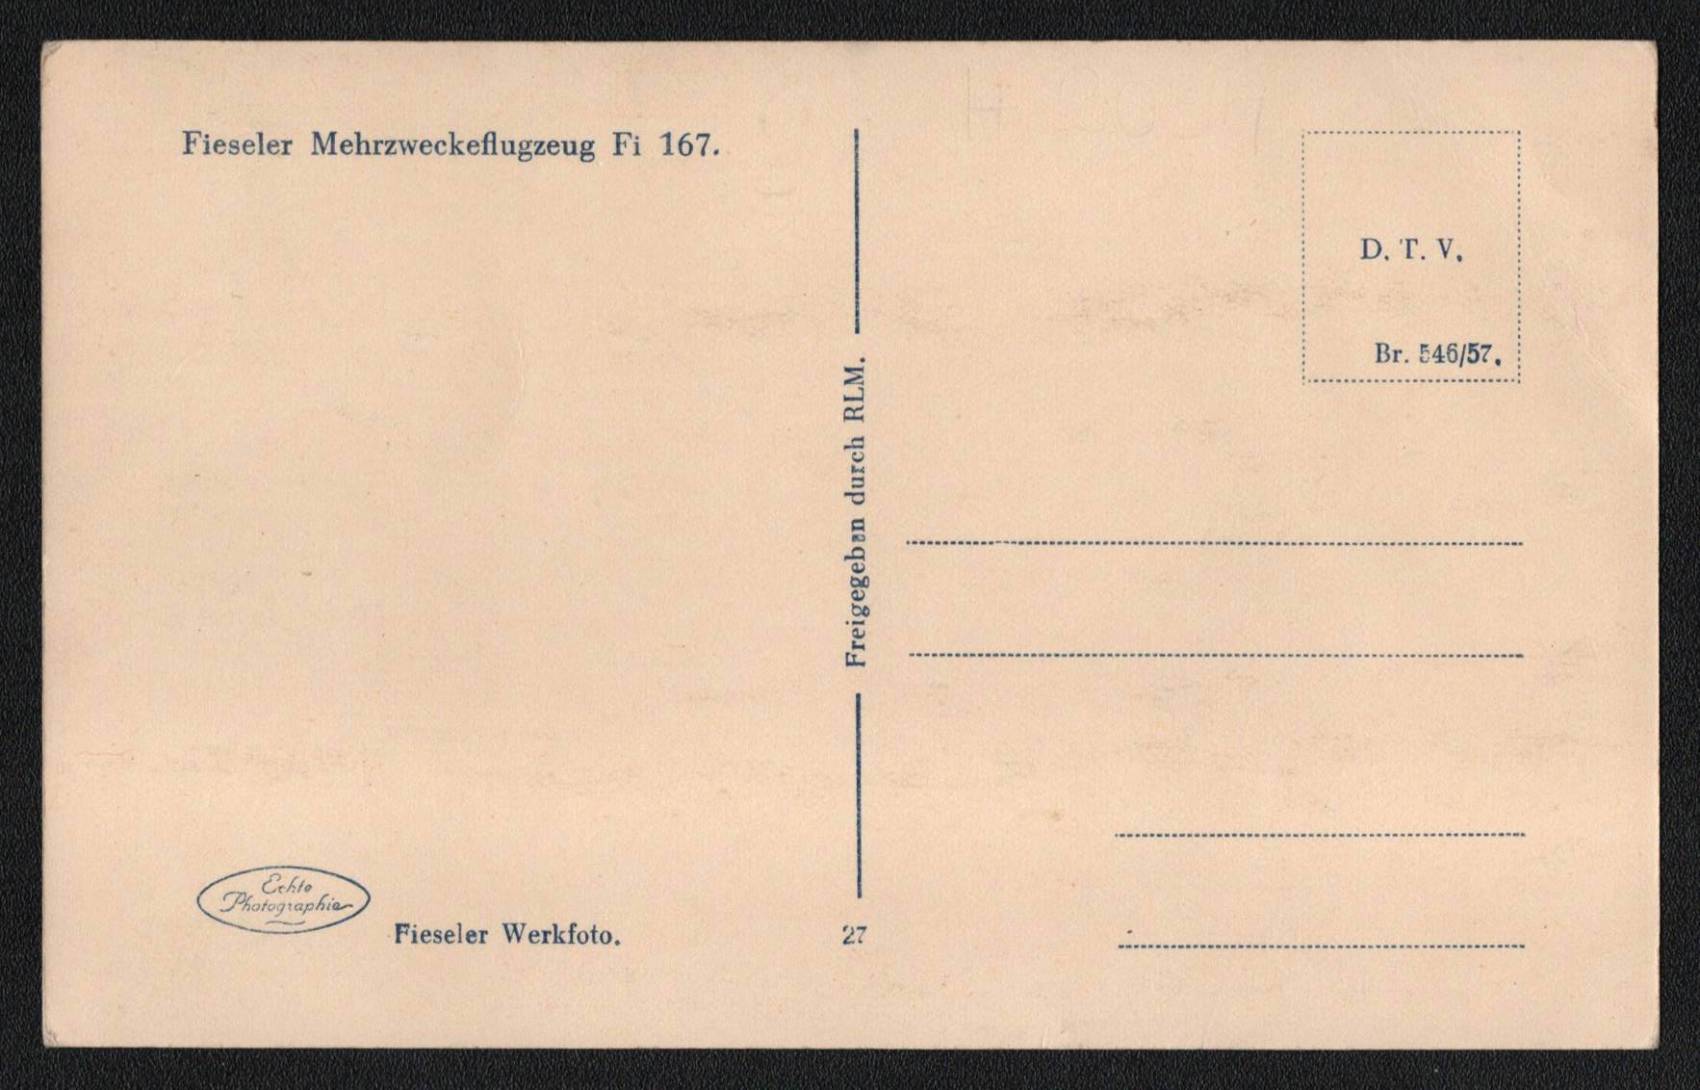 Fieseler Mehrzweckeflugzeug Fi 167.
D. T. V.
Br. 546/57.
Freigegeben durch RLM.
Echte
Photographie
Fieseler Werkfoto.
27